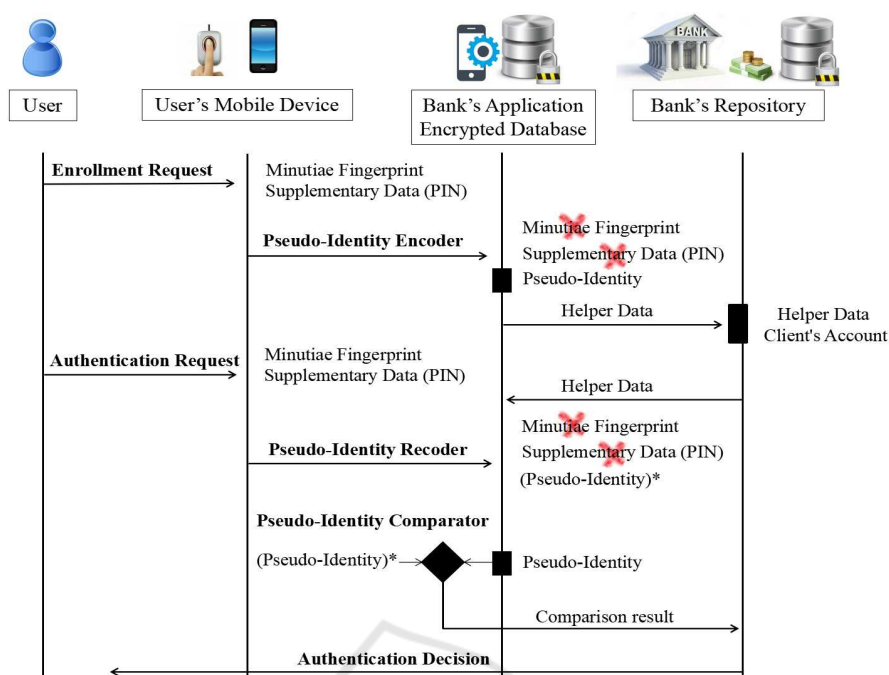 BANK
User
User's Mobile Device
Bank's Application
Encrypted Database
Bank's Repository
Enrollment Request
Minutiae Fingerprint
Supplementary Data (PIN)
Pseudo-Identity Encoder
Minutiae Fingerprint
Supplementary Data (PIN)
Pseudo-Identity
Helper Data
Helper Data
Client's Account
Authentication Request
Minutiae Fingerprint
Supplementary Data (PIN)
Helper Data
Minutiae Fingerprint
Supplementary Data (PIN)
(Pseudo-Identity)*
Pseudo-Identity Recoder
Pseudo-Identity Comparator
(Pseudo-Identity)*
Pseudo-Identity
Comparison result
Authentication Decision